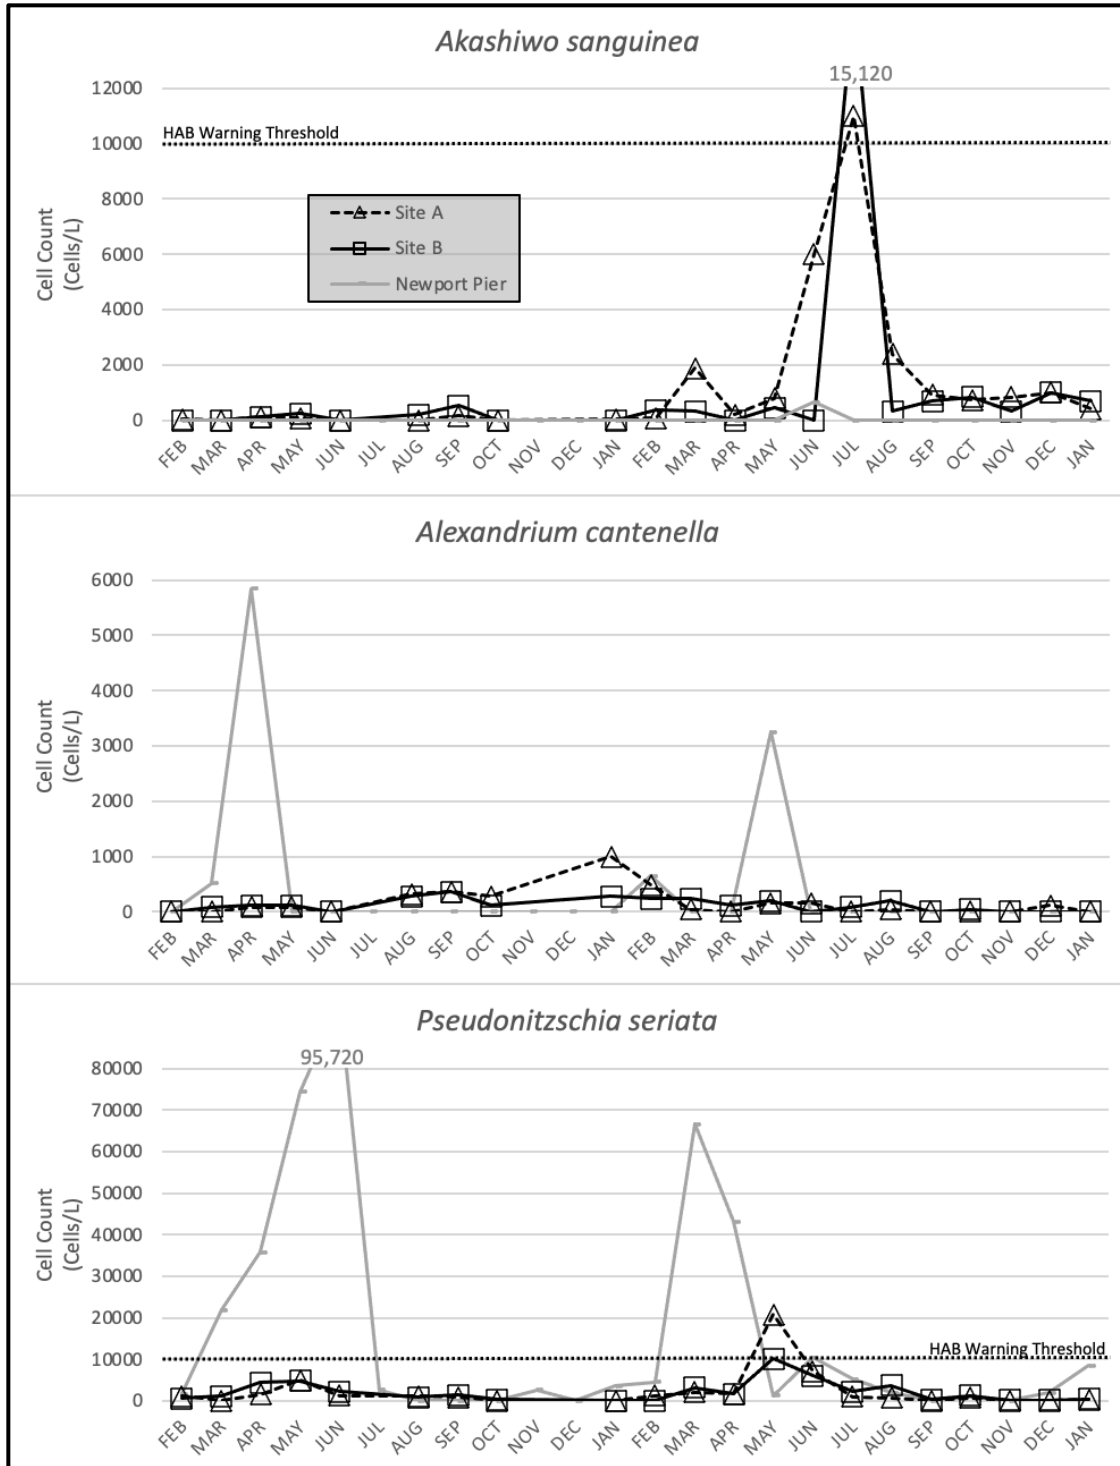 Akashiwo sanguinea
15,120
12000
HAB Warning Threshold
10000
8000
6000
4000
2000
0
Cell Count
(Cells/L)
Site A
Site B
Newport Pier
FEB MAR APR MAY JUN JUL AUG SEP OCT NOV DEC JAN FEB MAR APR MAY JUN JUL AUG SEP OCT NOV DEC JAN
Alexandrium cantenella
6000
5000
4000
3000
2000
1000
0
Cell Count
(Cells/L)
FEB MAR APR MAY JUN JUL AUG SEP OCT NOV DEC JAN FEB MAR APR MAY JUN JUL AUG SEP OCT NOV DEC JAN
Pseudonitzschia seriata
95,720
80000
70000
60000
50000
40000
30000
20000
10000
0
Cell Count
(Cells/L)
HAB Warning Threshold
FEB MAR APR MAY JUN JUL AUG SEP OCT NOV DEC JAN FEB MAR APR MAY JUN JUL AUG SEP OCT NOV DEC JAN